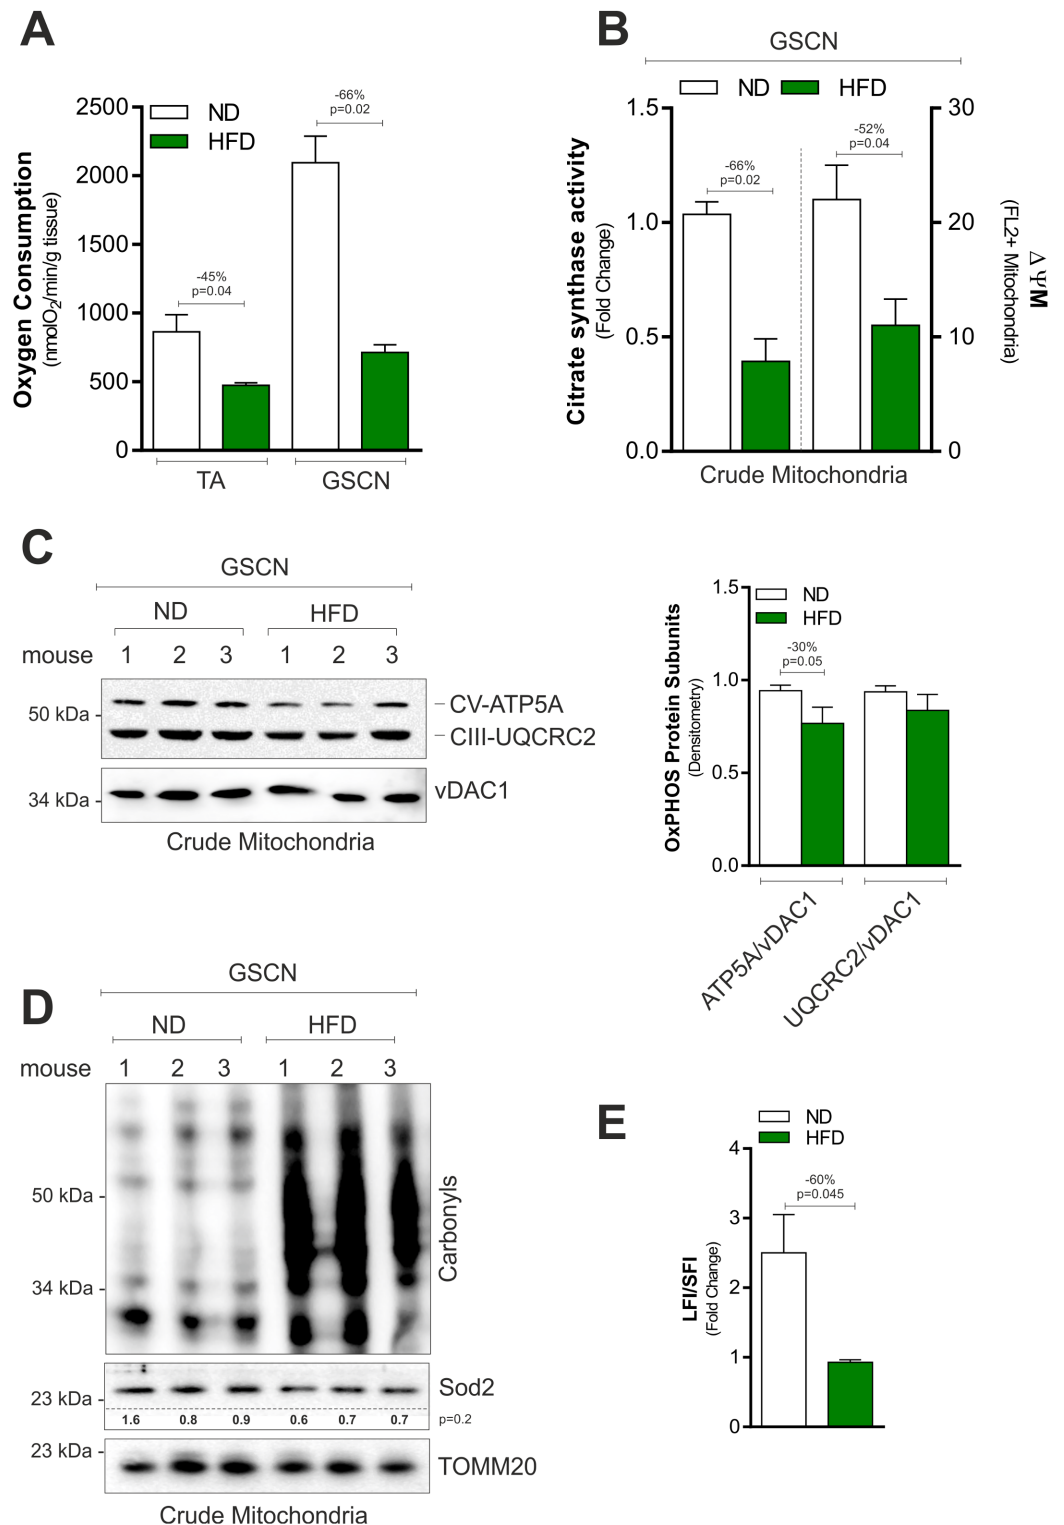 A
2500
2000
1500
1000
500
0
Oxygen Consumption
(nmolO2/min/g tissue)
ND
HFD
-66%
p=0.02
-45%
p=0.04
TA
GSCN
B
GSCN
ND
HFD
1.5
1.0
0.5
0.0
Citrate synthase activity
(Fold Change)
-66%
p=0.02
-52%
p=0.04
30
20
10
0
Δ ΨM
(FL2+ Mitochondria)
Crude Mitochondria
C
GSCN
ND
HFD
mouse 1 2 3 1 2 3
50 kDa
CV-ATP5A
CIII-UQCRC2
34 kDa
vDAC1
Crude Mitochondria
1.5
1.0
0.5
0.0
OxPHOS Protein Subunits
(Densitometry)
ND
HFD
-30%
p=0.05
ATP5A/vDAC1
UQCRC2/vDAC1
D
GSCN
ND
HFD
mouse 1 2 3 1 2 3
50 kDa
34 kDa
Carbonyls
23 kDa
Sod2
1.6 0.8 0.9 0.6 0.7 0.7 p=0.2
23 kDa
TOMM20
Crude Mitochondria
E
ND
HFD
4
3
2
1
0
LFI/SFI
(Fold Change)
-60%
p=0.045